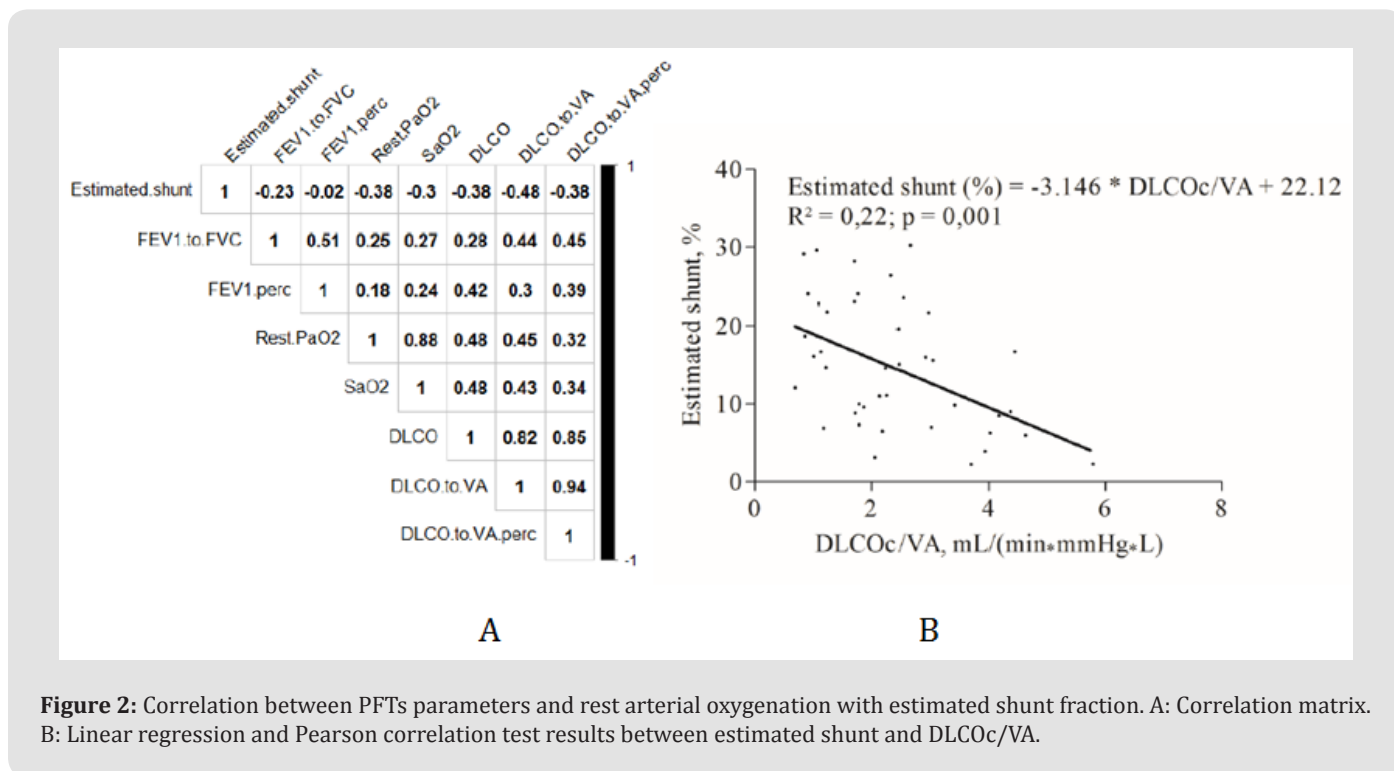 Estimated.shunt
FEV1.to.FVC
FEV1.perc
Rest.PaO2
SaO2
DLCO
DLCO.to.VA
DLCO.to.VA.perc
1
Estimated.shunt 1 -0.23 -0.02 -0.38 -0.3 -0.38 -0.48 -0.38
FEV1.to.FVC 1 0.51 0.25 0.27 0.28 0.44 0.45
FEV1.perc 1 0.18 0.24 0.42 0.3 0.39
Rest.PaO2 1 0.88 0.48 0.45 0.32
SaO2 1 0.48 0.43 0.34
DLCO 1 0.82 0.85
DLCO.to.VA 1 0.94
DLCO.to.VA.perc 1
-1
A
Estimated shunt (%) = -3.146 * DLCOc/VA + 22.12
R² = 0,22; p = 0,001
Estimated shunt, %
40
30
20
10
0
0 2 4 6 8
DLCOc/VA, mL/(min*mmHg*L)
B
Figure 2: Correlation between PFTs parameters and rest arterial oxygenation with estimated shunt fraction. A: Correlation matrix.
B: Linear regression and Pearson correlation test results between estimated shunt and DLCOc/VA.